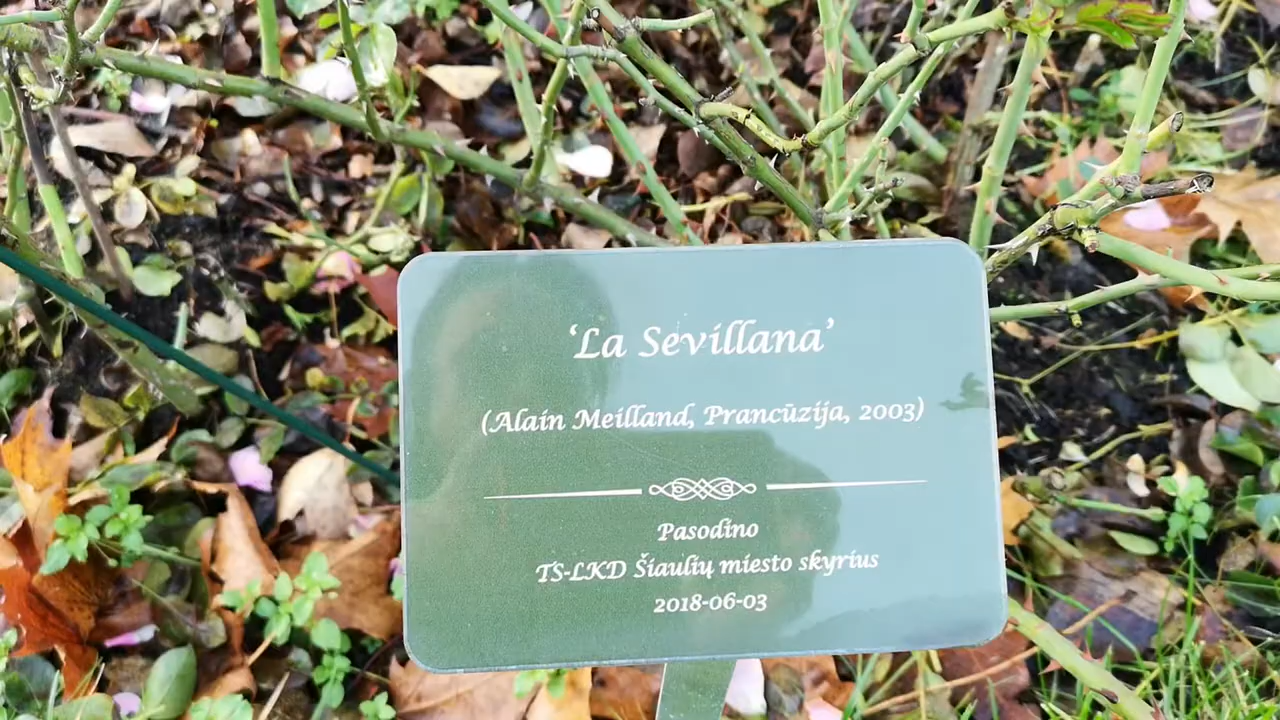 ‘La Sevillana’
(Alain Meilland, Prancūzija, 2003)
Pasodino
TS-LKD Šiaulių miesto skyrius
2018-06-03